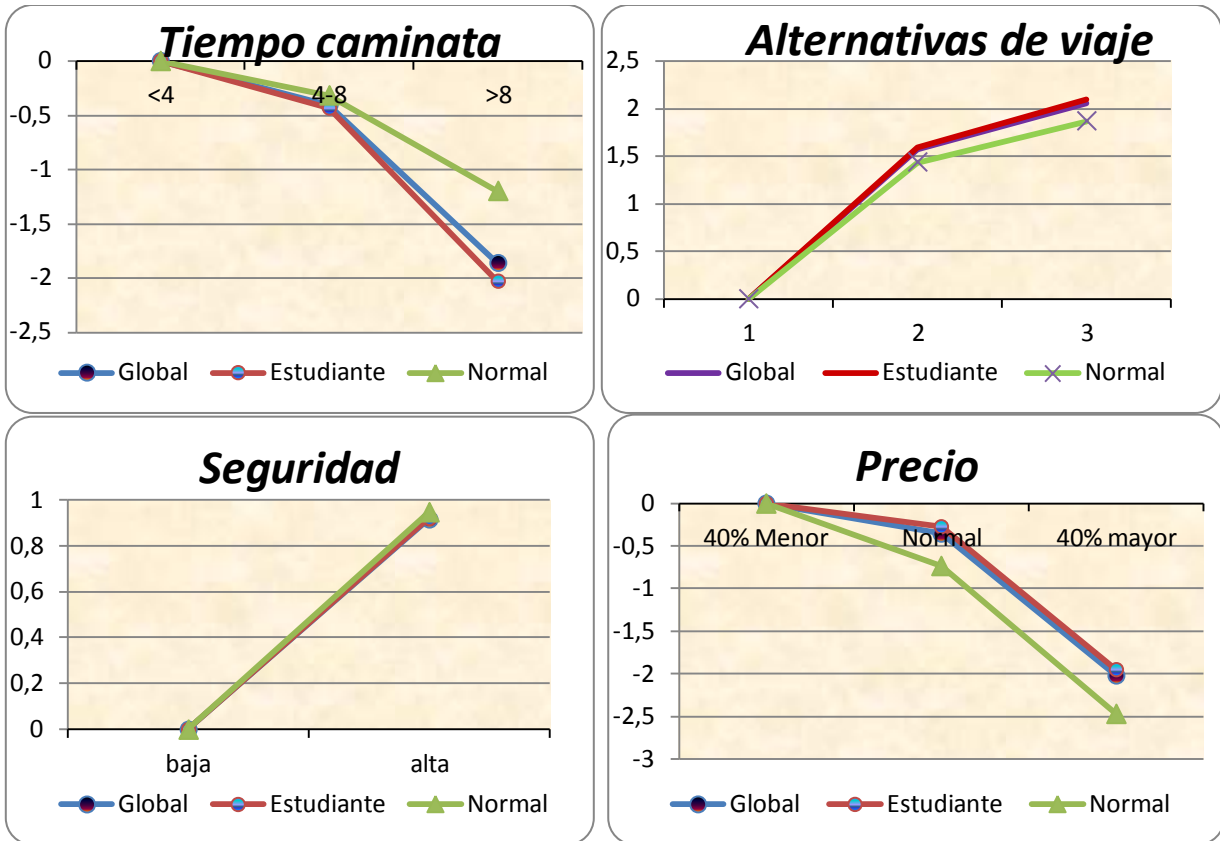 Tiempo caminata
0
-0,5
-1
-1,5
-2
-2,5
<4 4-8 >8
Global Estudiante Normal
Alternativas de viaje
2,5
2
1,5
1
0,5
0
1 2 3
Global Estudiante Normal
Seguridad
1
0,8
0,6
0,4
0,2
0
baja alta
Global Estudiante Normal
Precio
0
-0,5
-1
-1,5
-2
-2,5
-3
40% Menor Normal 40% mayor
Global Estudiante Normal